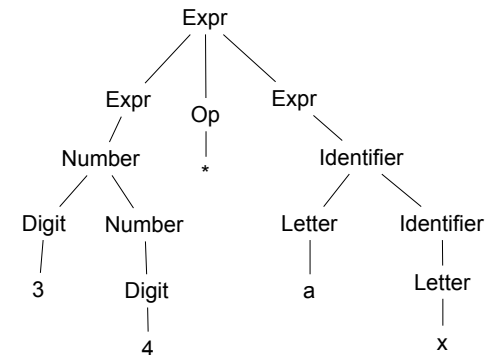 Expr
Expr Op Expr
Number * Identifier
Digit Number Letter Identifier
3 Digit a Letter
4 x